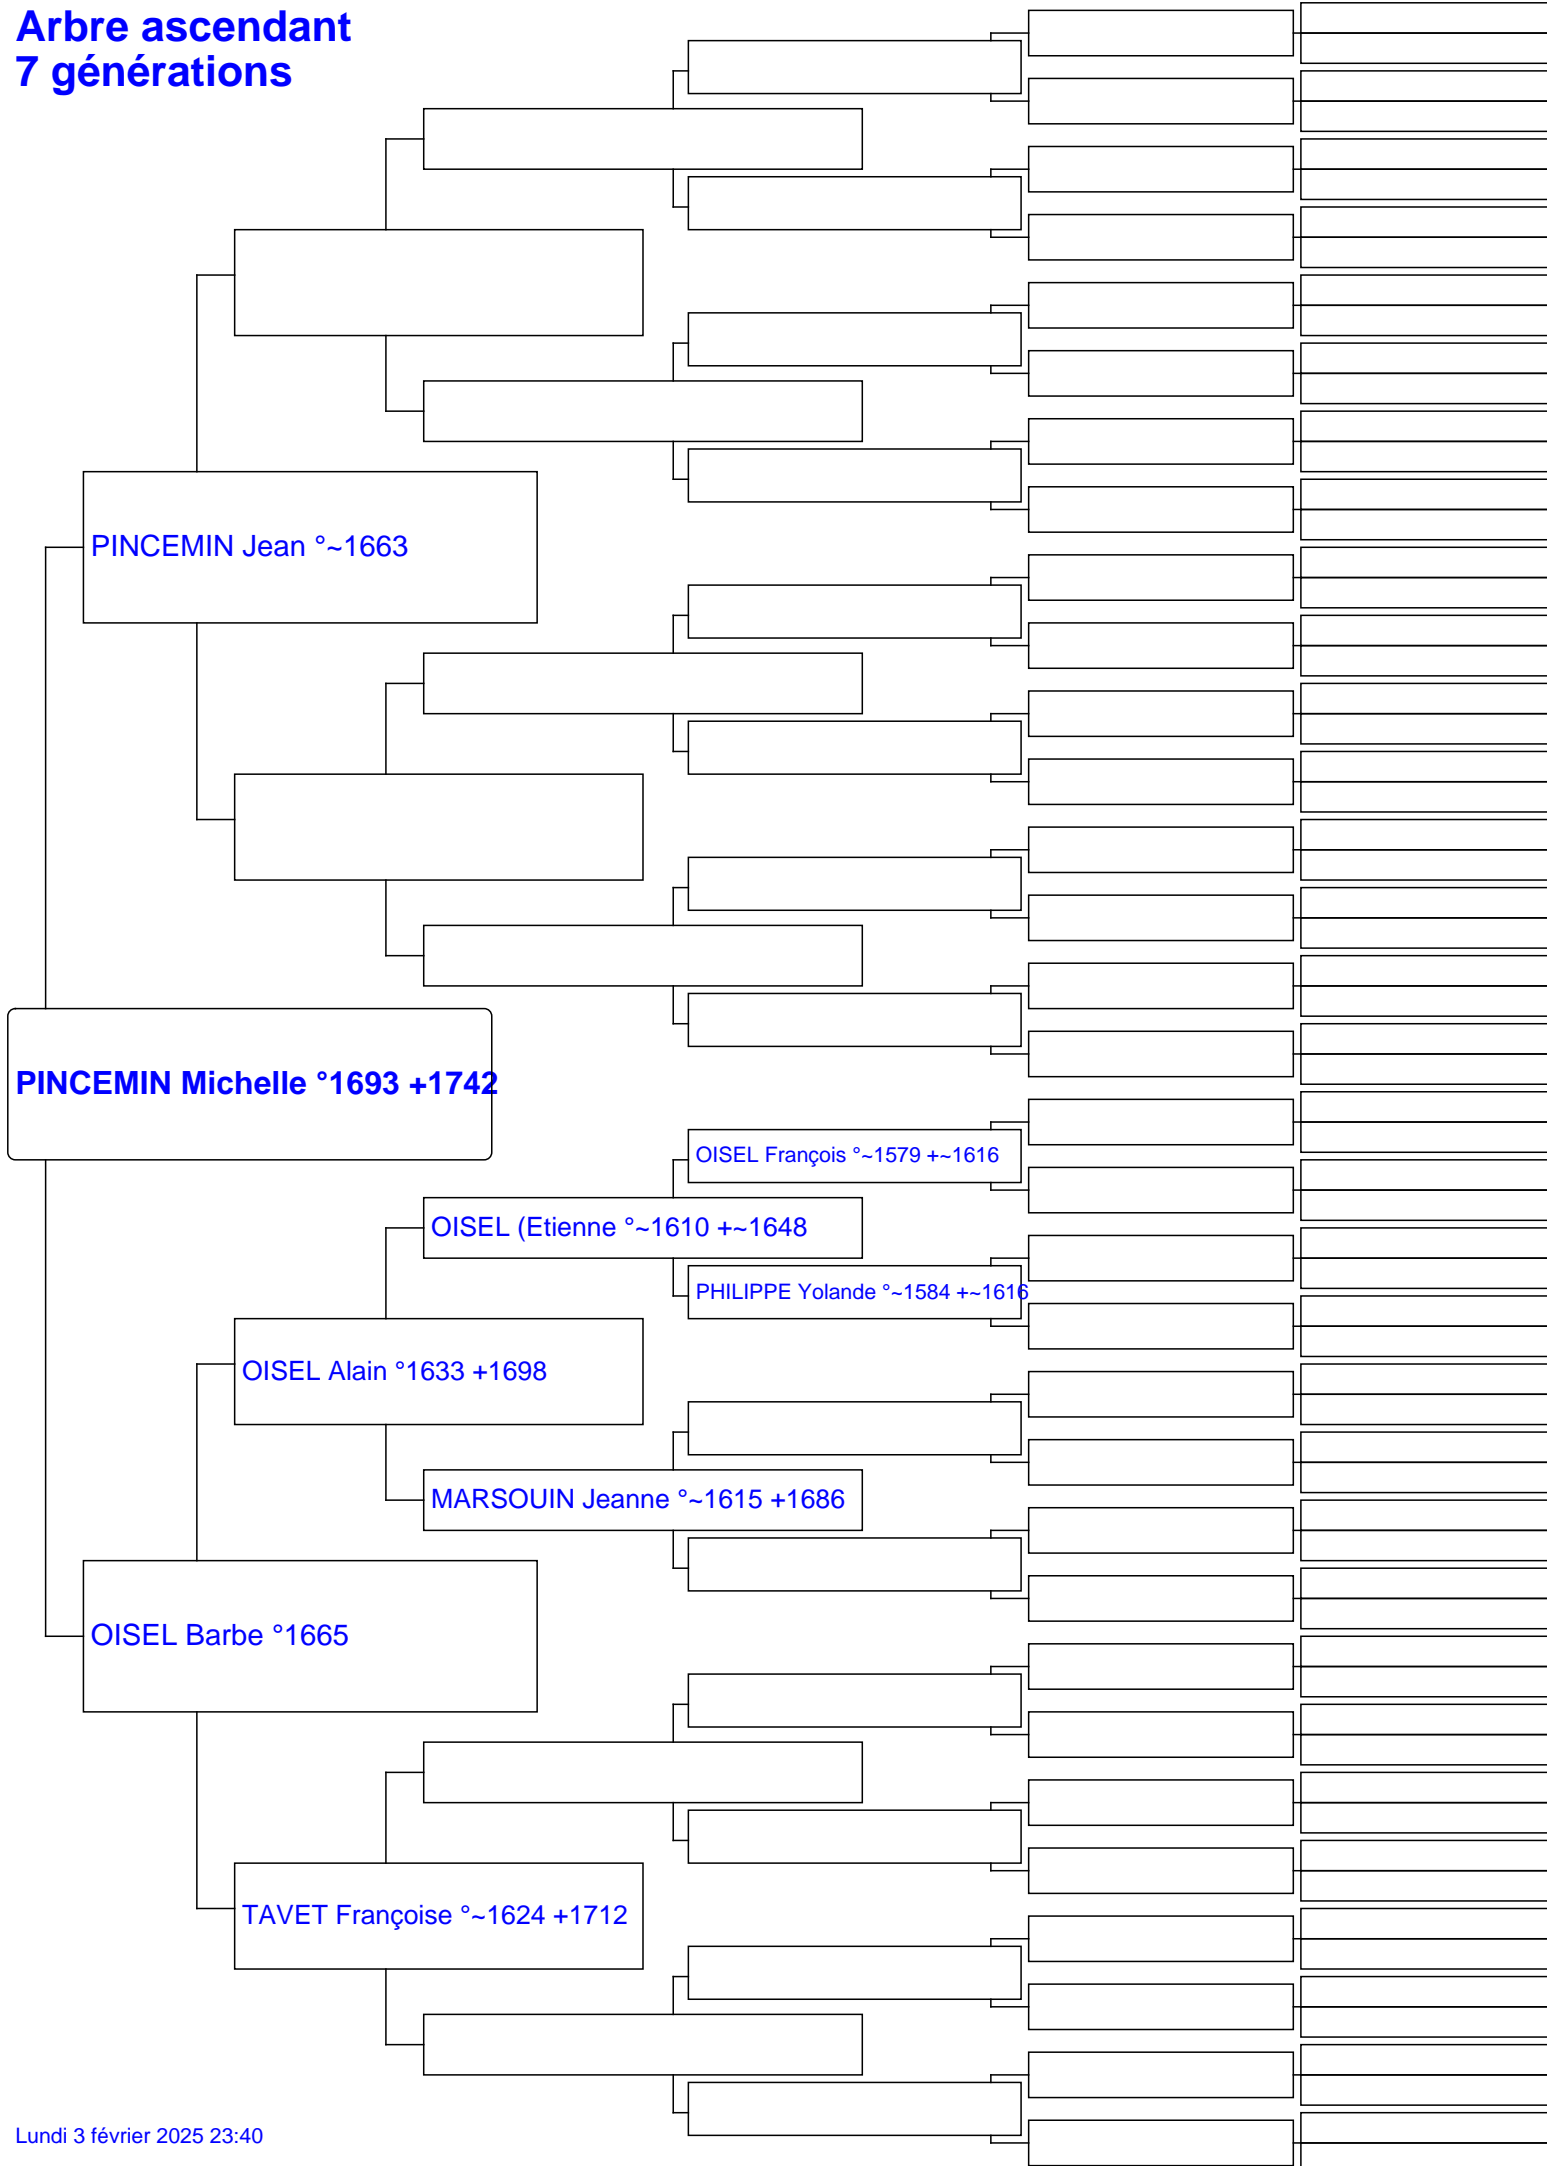 Arbre ascendant
7 générations
PINCEMIN Jean °~1663
PINCEMIN Michelle °1693 +1742
OISEL François °~1579 +~1616
OISEL (Etienne °~1610 +~1648
PHILIPPE Yolande °~1584 +~1616
OISEL Alain °1633 +1698
MARSOUIN Jeanne °~1615 +1686
OISEL Barbe °1665
TAVET Françoise °~1624 +1712
Lundi 3 février 2025 23:40